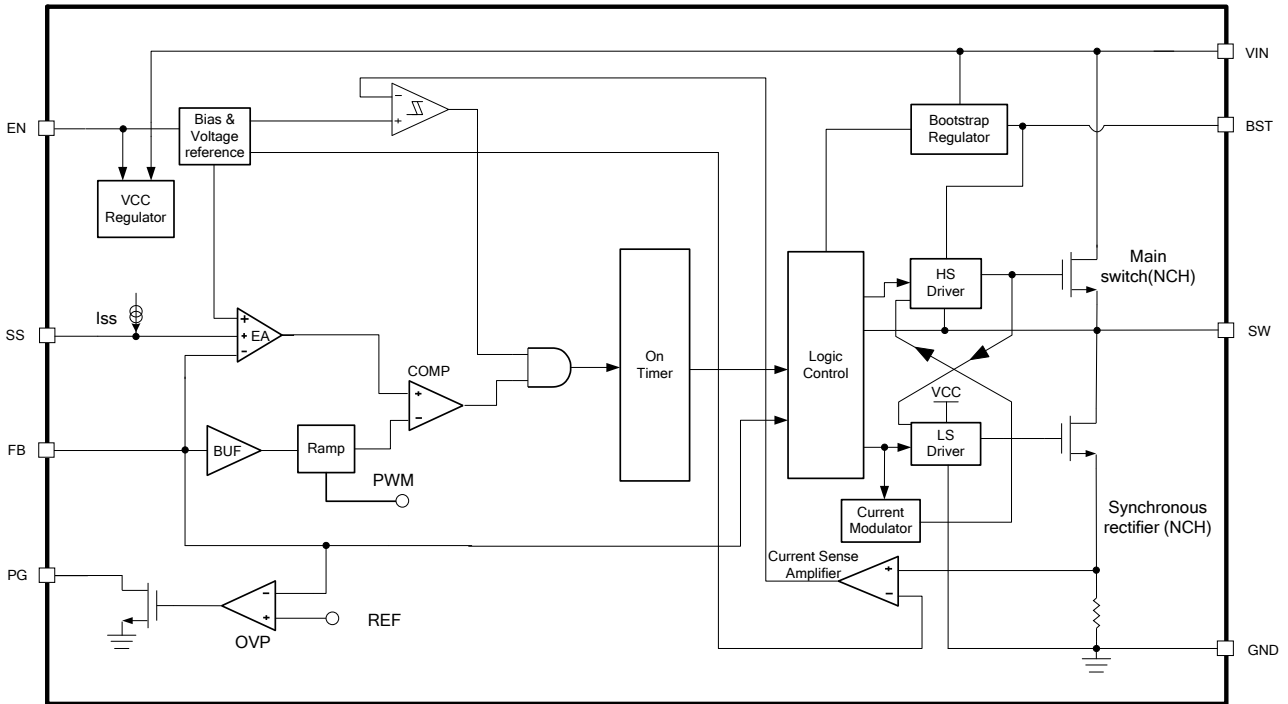 VIN
EN
Bias &
Voltage
reference
-
+
Bootstrap
Regulator
BST
VCC
Regulator
HS
Driver
Main
switch(NCH)
Iss
SS
+
+
-
EA
SW
COMP
+
-
On
Timer
Logic
Control
VCC
LS
Driver
FB
BUF
Ramp
PWM
Current
Modulator
Synchronous
rectifier (NCH)
Current Sense
Amplifier
+
-
PG
-
+
OVP
REF
GND